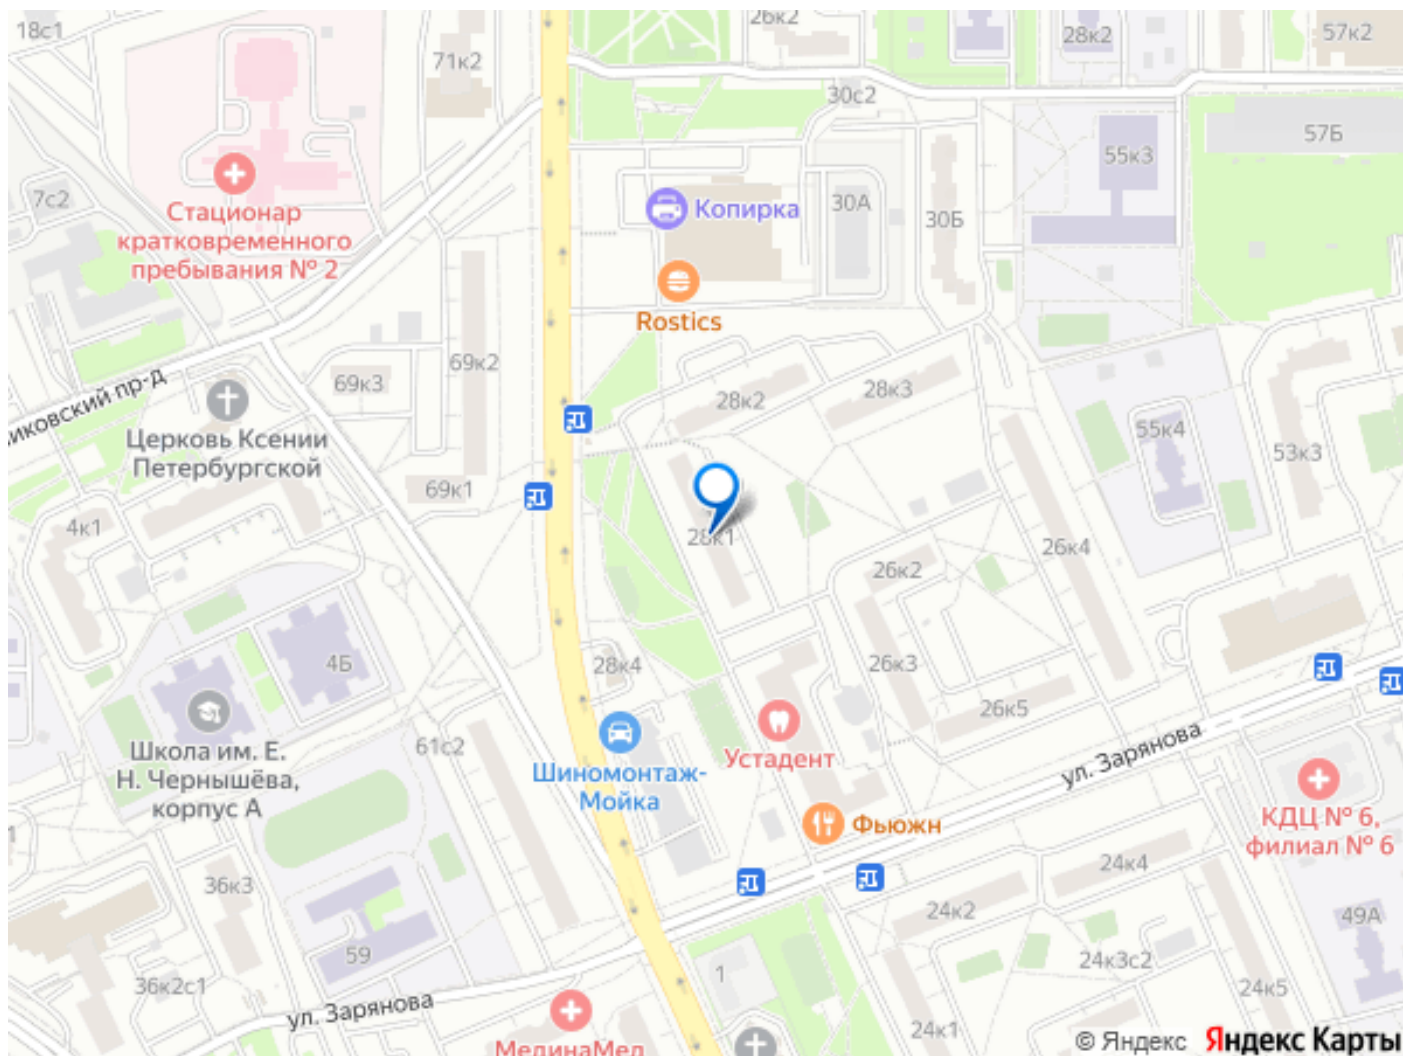 18с1
26к2
28к2
57к2
71к2
30с2
57Б
55к3
7с2
Стационар
кратковременного
пребывания № 2
Копирка
30А
30Б
Rostics
69к2
69к3
28к2
28к3
иковский пр-д
Церковь Ксении
Петербургской
55к4
53к3
69к1
4к1
28к1
26к4
26к2
4Б
28к4
26к3
26к5
Школа им. Е.
Н. Чернышёва,
корпус А
61с2
Шиномонтаж-
Мойка
Устадент
ул. Зарянова
Фьюжн
КДЦ № 6,
филиал № 6
36к3
24к4
24к2
49А
59
1
24к3с2
36к2с1
24к5
ул. Зарянова
24к1
МединаМед
© Яндекс Яндекс Карты